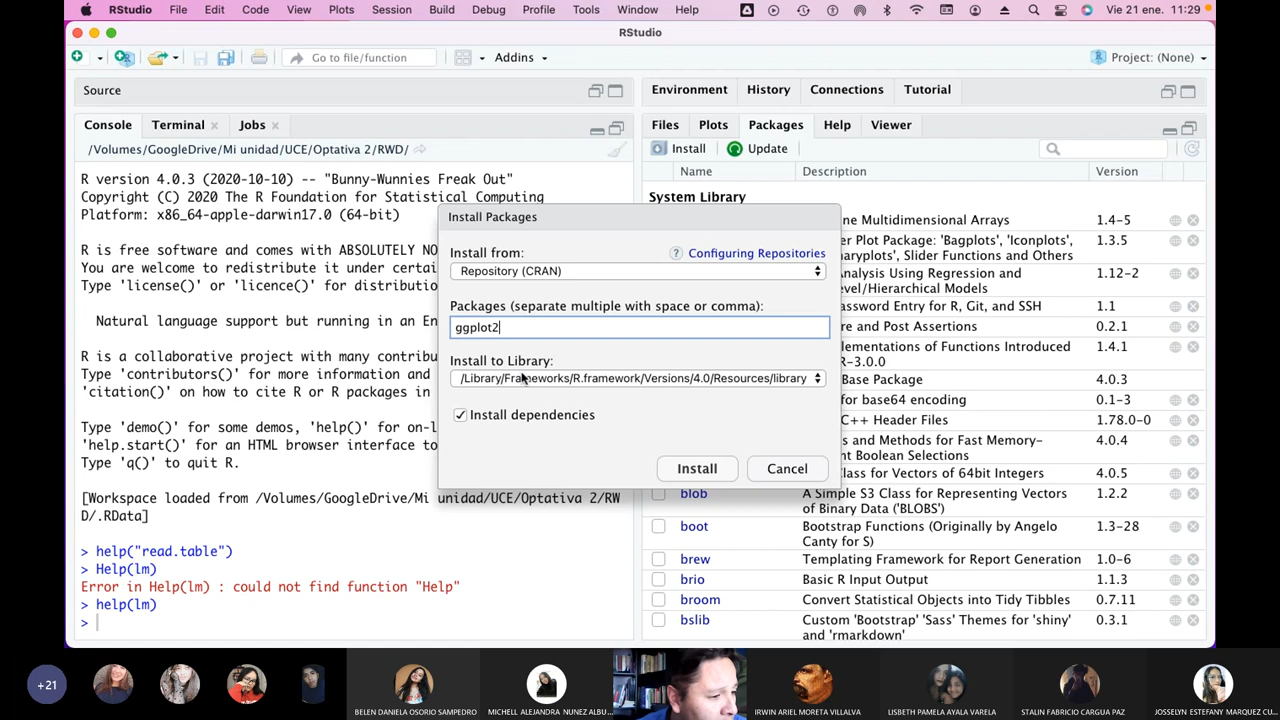 RStudio File Edit Code View Plots Session Build Debug Profile Tools Window Help Vie 21 ene. 11:29
RStudio
Go to file/function Addins Project: (None)
Source
Console Terminal Jobs
/Volumes/GoogleDrive/Mi unidad/UCE/Optativa 2/RWD/
R version 4.0.3 (2020-10-10) -- "Bunny-Wunnies Freak Out"
Copyright (C) 2020 The R Foundation for Statistical Computing
Platform: x86_64-apple-darwin17.0 (64-bit)
R is free software and comes with ABSOLUTELY NO
You are welcome to redistribute it under certai
Type 'license()' or 'licence()' for distributio
Natural language support but running in an En
R is a collaborative project with many contribu
Type 'contributors()' for more information and
'citation()' on how to cite R or R packages in
Type 'demo()' for some demos, 'help()' for on-l
'help.start()' for an HTML browser interface to
Type 'q()' to quit R.
[Workspace loaded from /Volumes/GoogleDrive/Mi unidad/UCE/Optativa 2/RW
D/.RData]
> help("read.table")
> Help(lm)
Error in Help(lm) : could not find function "Help"
> help(lm)
>
Install Packages
Install from:
? Configuring Repositories
Repository (CRAN)
Packages (separate multiple with space or comma):
ggplot2
Install to Library:
/Library/Frameworks/R.framework/Versions/4.0/Resources/library
Install dependencies
Install Cancel
Environment History Connections Tutorial
Files Plots Packages Help Viewer
Install Update
Name Description Version
System Library
ne Multidimensional Arrays 1.4-5
er Plot Package: 'Bagplots', 'Iconplots', 1.3.5
maryplots', Slider Functions and Others
Analysis Using Regression and 1.12-2
/Hierarchical Models
assword Entry for R, Git, and SSH 1.1
re and Post Assertions 0.2.1
plementations of Functions Introduced 1.4.1
R-3.0.0
Base Package 4.0.3
for base64 encoding 0.1-3
C++ Header Files 1.78.0-0
s and Methods for Fast Memory- 4.0.4
nt Boolean Selections
Class for Vectors of 64bit Integers 4.0.5
blob A Simple S3 Class for Representing Vectors 1.2.2
of Binary Data ('BLOBS')
boot Bootstrap Functions (Originally by Angelo 1.3-28
Canty for S)
brew Templating Framework for Report Generation 1.0-6
brio Basic R Input Output 1.1.3
broom Convert Statistical Objects into Tidy Tibbles 0.7.11
bslib Custom 'Bootstrap' 'Sass' Themes for 'shiny' 0.3.1
and 'rmarkdown'
+21
BELEN DANIELA OSORIO SAMPEDRO MICHELL ALEJANDRA NUNEZ ALBU... IRWIN ARIEL MORETA VILLALVA LISBETH PAMELA AYALA VARELA STALIN FABRICIO CARGUA PAZ JOSSELYN ESTEFANY MARQUEZ CU...